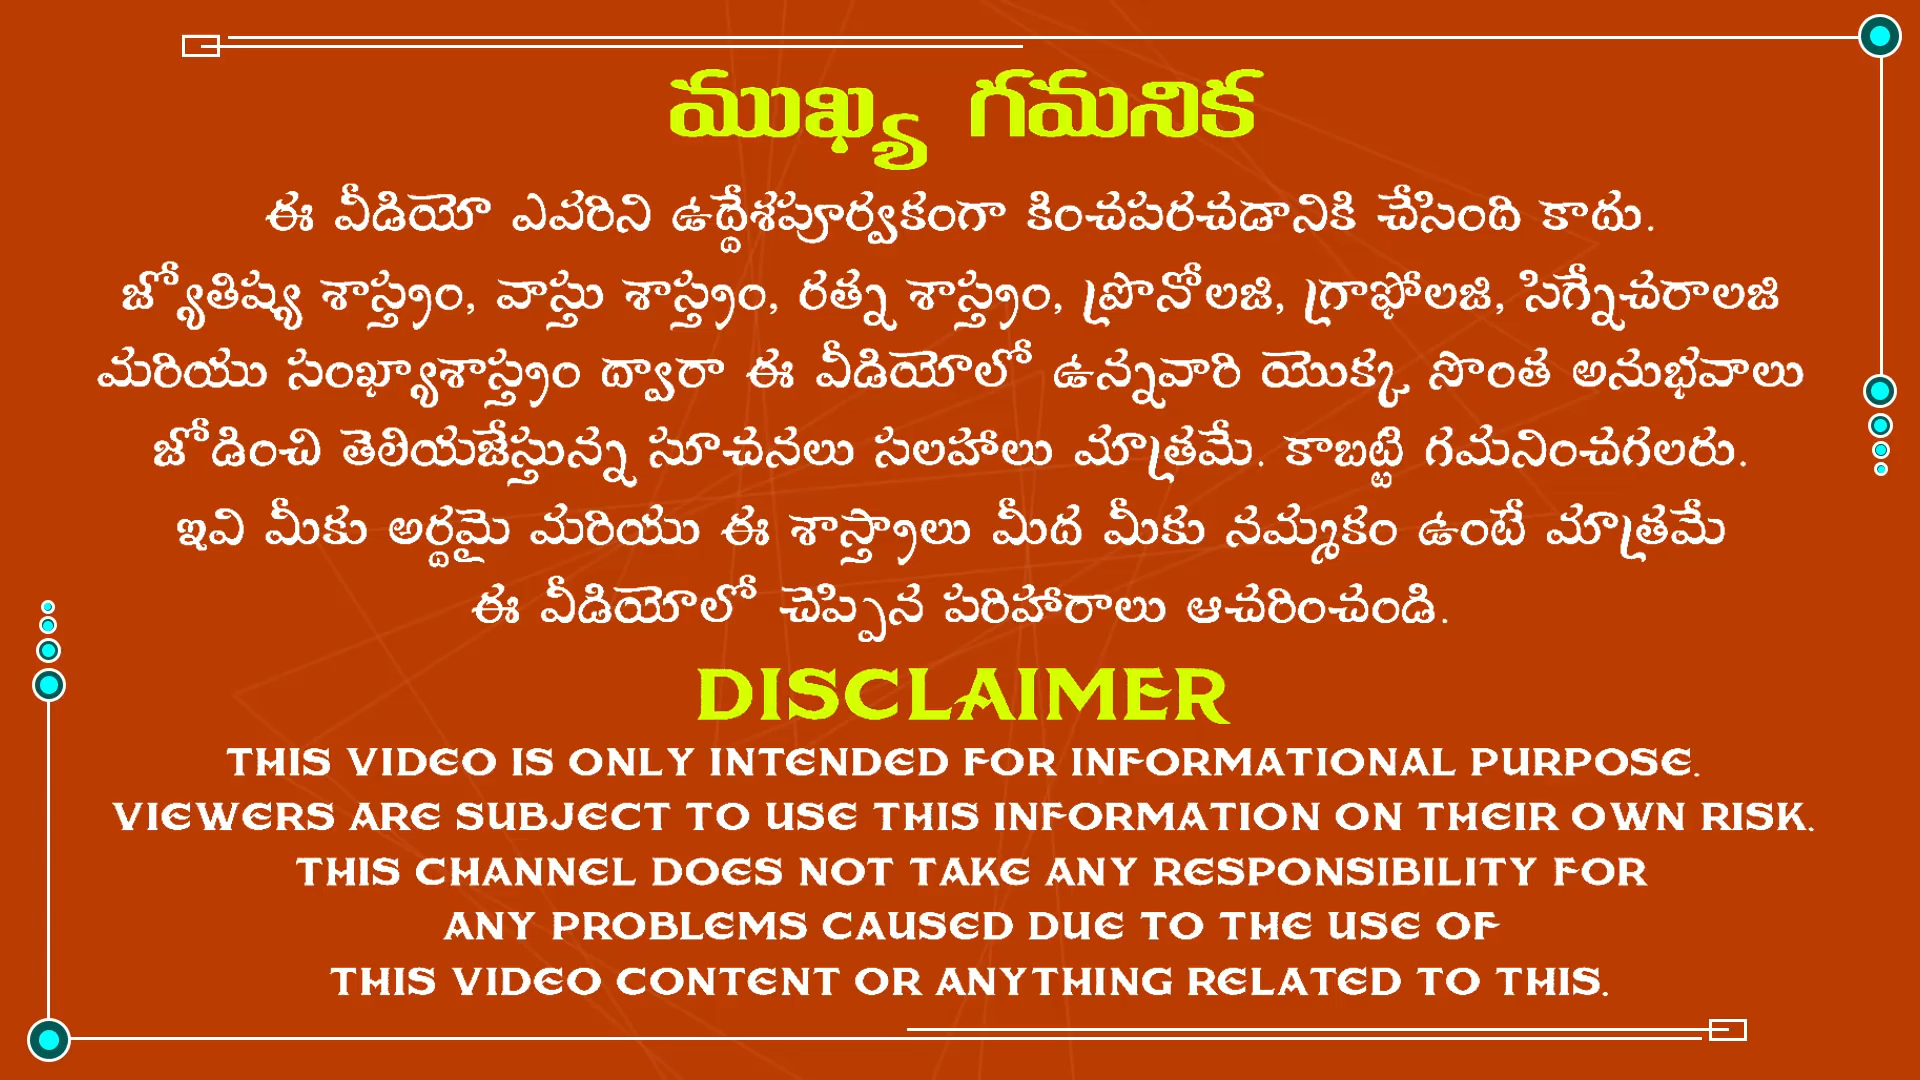 ముఖ్య గమనిక
ఈ వీడియో ఎవరిని ఉద్దేశపూర్వకంగా కించపరచడానికి చేసింది కాదు.
జ్యోతిష్య శాస్త్రం, వాస్తు శాస్త్రం, రత్న శాస్త్రం, ప్రొనోలజి, గ్రాఫోలజి, సిగ్నేచరాలజి
మరియు సంఖ్యాశాస్త్రం ద్వారా ఈ వీడియోలో ఉన్నవారి యొక్క సొంత అనుభవాలు
జోడించి తెలియజేస్తున్న సూచనలు సలహాలు మాత్రమే. కాబట్టి గమనించగలరు.
ఇవి మీకు అర్దమై మరియు ఈ శాస్త్రాలు మీద మీకు నమ్మకం ఉంటే మాత్రమే
ఈ వీడియోలో చెప్పిన పరిహారాలు ఆచరించండి.
DISCLAIMER
THIS VIDEO IS ONLY INTENDED FOR INFORMATIONAL PURPOSE.
VIEWERS ARE SUBJECT TO USE THIS INFORMATION ON THEIR OWN RISK.
THIS CHANNEL DOES NOT TAKE ANY RESPONSIBILITY FOR
ANY PROBLEMS CAUSED DUE TO THE USE OF
THIS VIDEO CONTENT OR ANYTHING RELATED TO THIS.